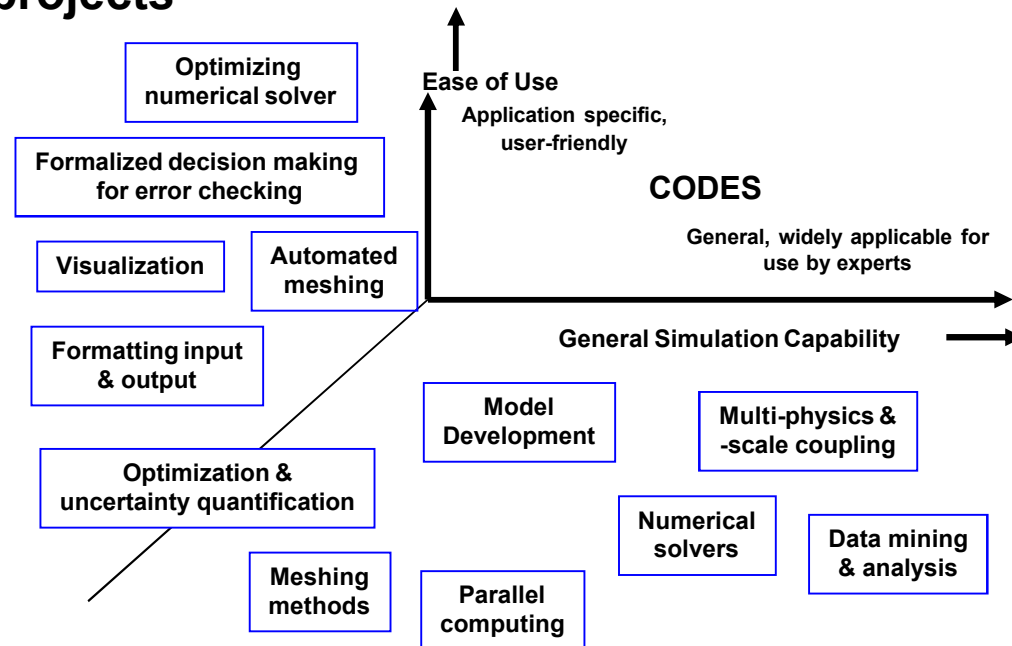 projects
Optimizing
numerical solver
Ease of Use
Application specific,
user-friendly
Formalized decision making
for error checking
CODES
General, widely applicable for
use by experts
Visualization
Automated
meshing
General Simulation Capability
Formatting input
& output
Model
Development
Multi-physics &
-scale coupling
Optimization &
uncertainty quantification
Numerical
solvers
Data mining
& analysis
Meshing
methods
Parallel
computing